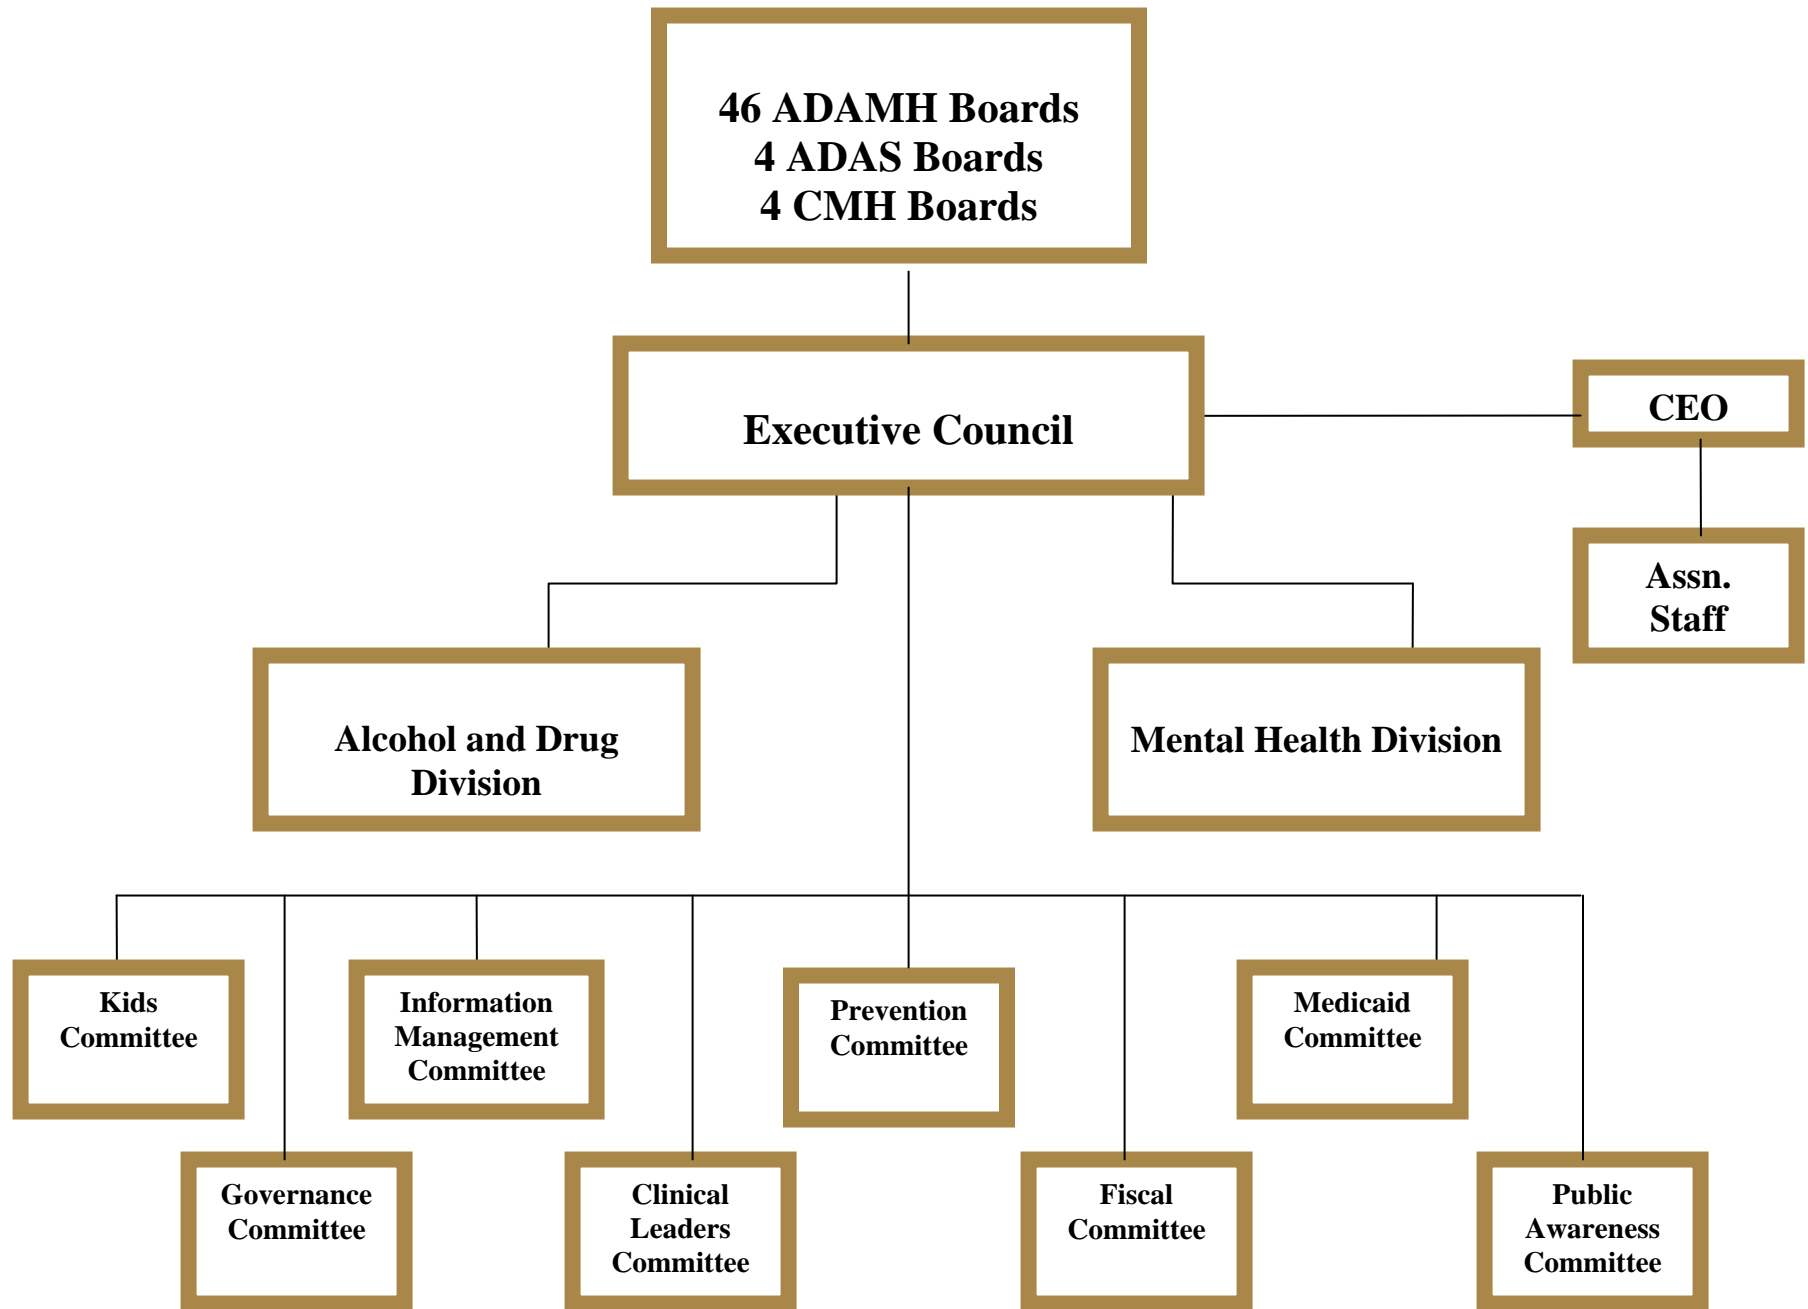 46 ADAMH Boards
4 ADAS Boards
4 CMH Boards
Executive Council
CEO
Assn.
Staff
Alcohol and Drug
Division
Mental Health Division
Kids
Committee
Information
Management
Committee
Prevention
Committee
Medicaid
Committee
Governance
Committee
Clinical
Leaders
Committee
Fiscal
Committee
Public
Awareness
Committee